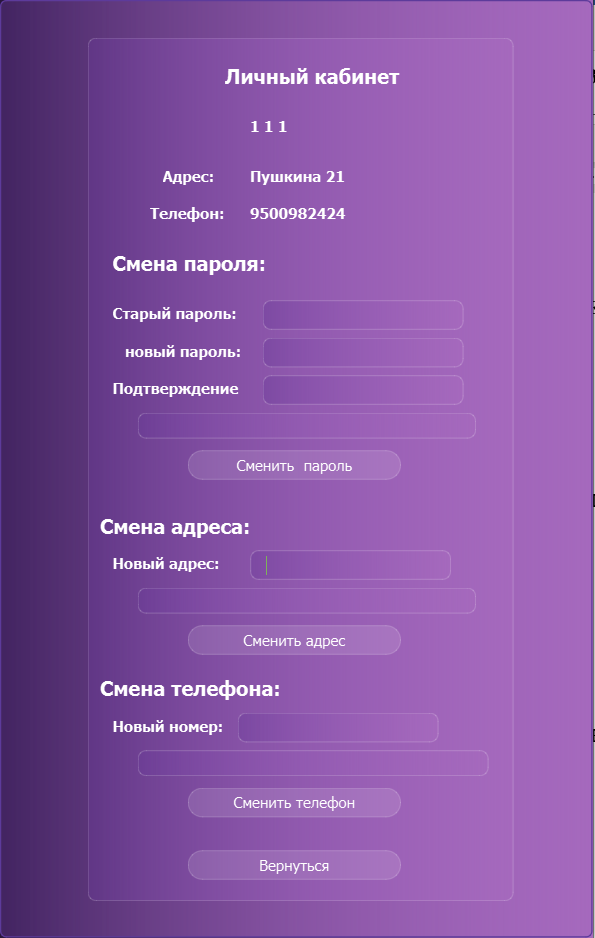 Личный кабинет
1 1 1
Адрес: Пушкина 21
Телефон: 9500982424
Смена пароля:
Старый пароль:
новый пароль:
Подтверждение
Сменить  пароль
Смена адреса:
Новый адрес:
Сменить адрес
Смена телефона:
Новый номер:
Сменить телефон
Вернуться